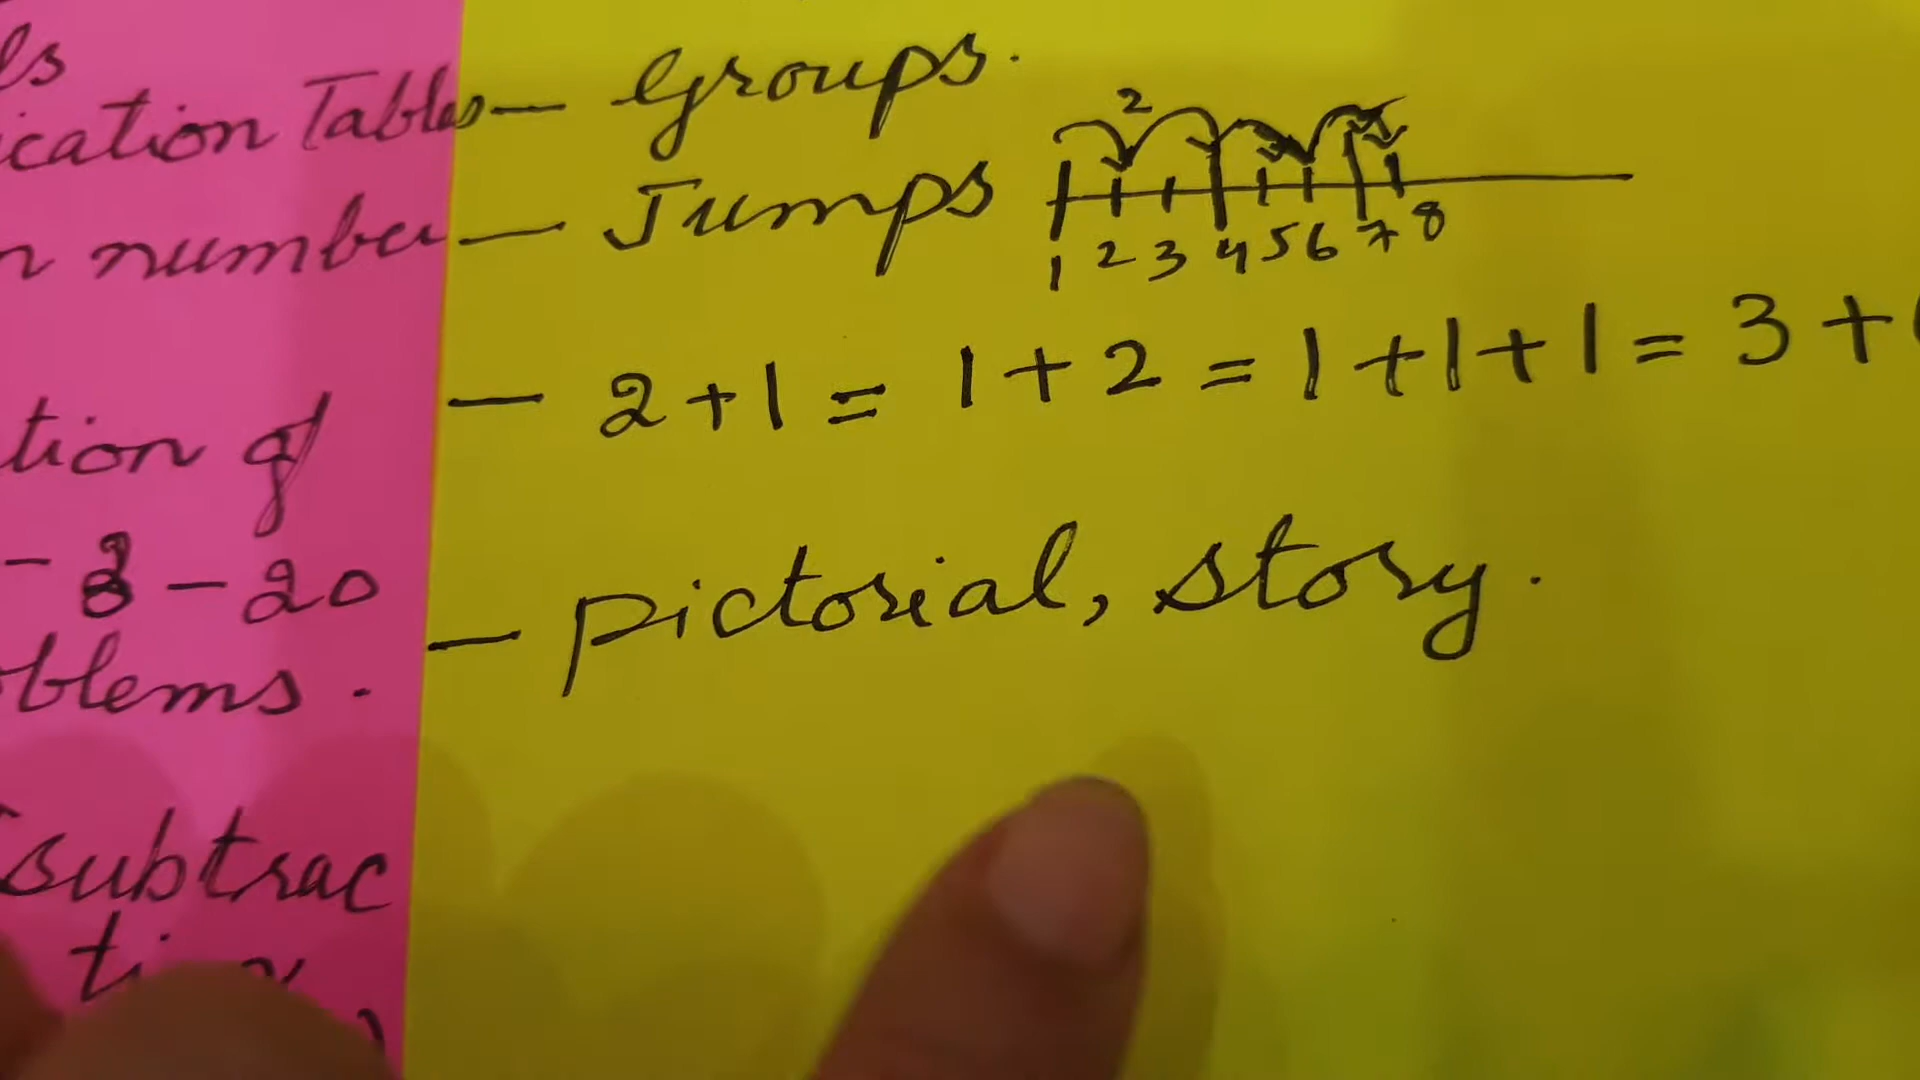 ls
ication Tables — Groups.
2
n number — Jumps
1 2 3 4 5 6 7 8
— 2+1 = 1+2 = 1+1+1 = 3+
tion of
- 20
oblems. — pictorial, story.
subtrac